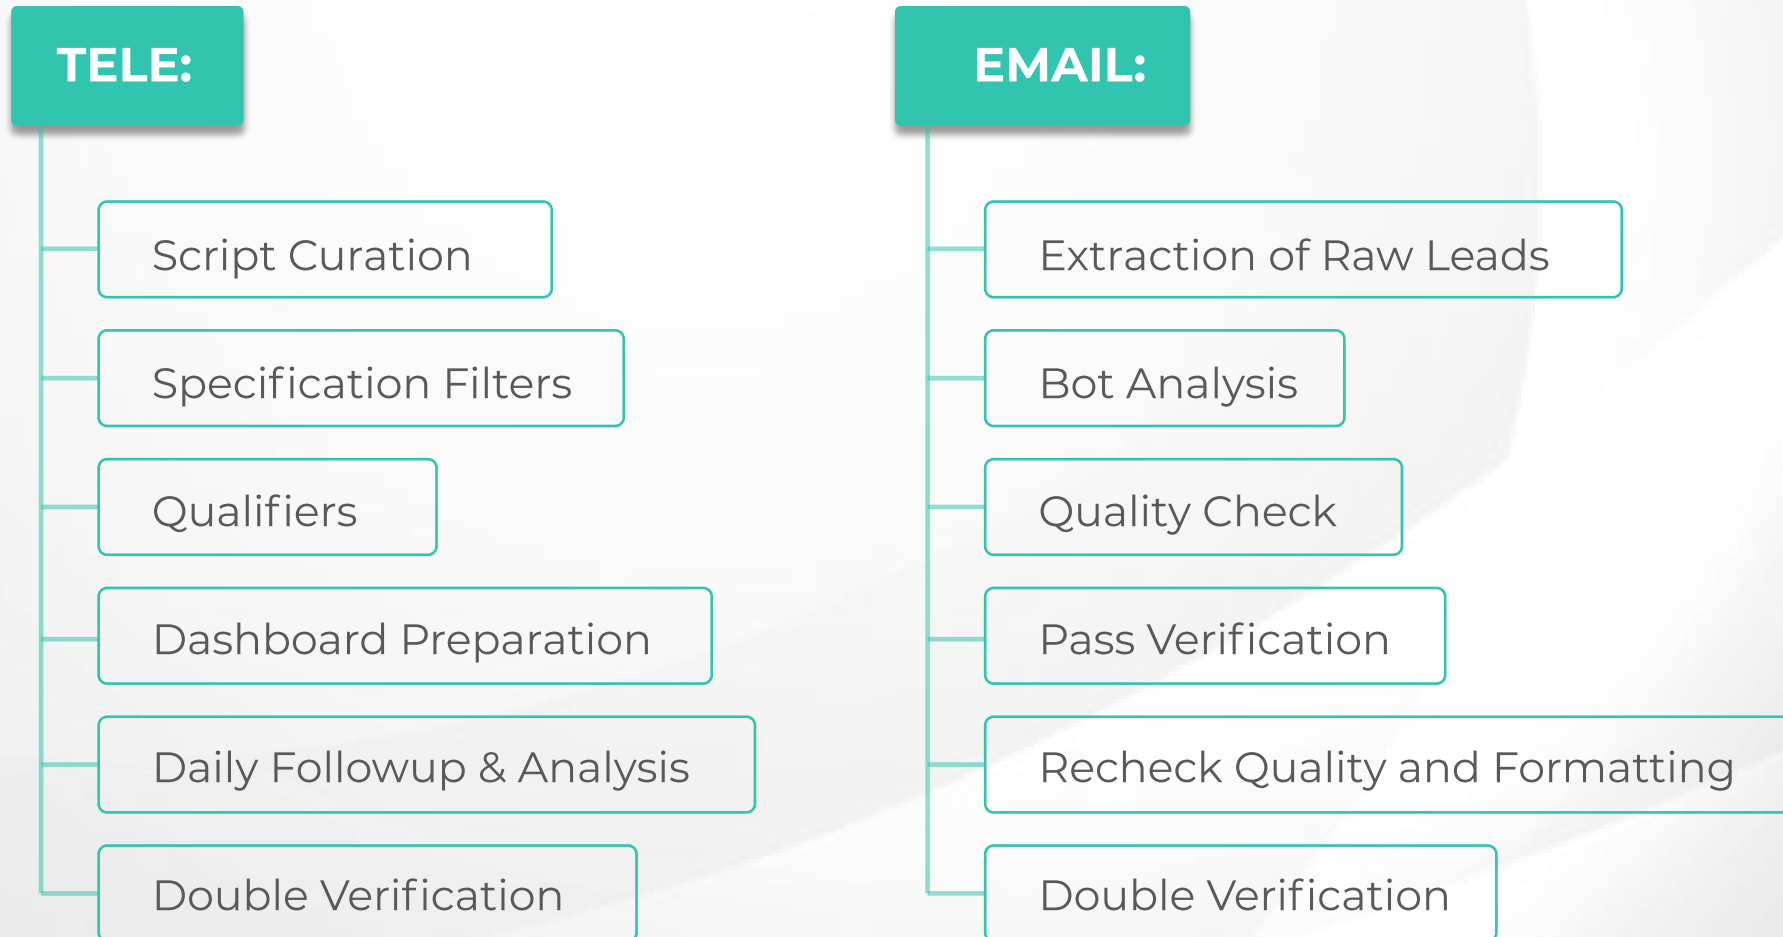 TELE:
Script Curation
Specification Filters
Qualifiers
Dashboard Preparation
Daily Followup & Analysis
Double Verification
EMAIL:
Extraction of Raw Leads
Bot Analysis
Quality Check
Pass Verification
Recheck Quality and Formatting
Double Verification